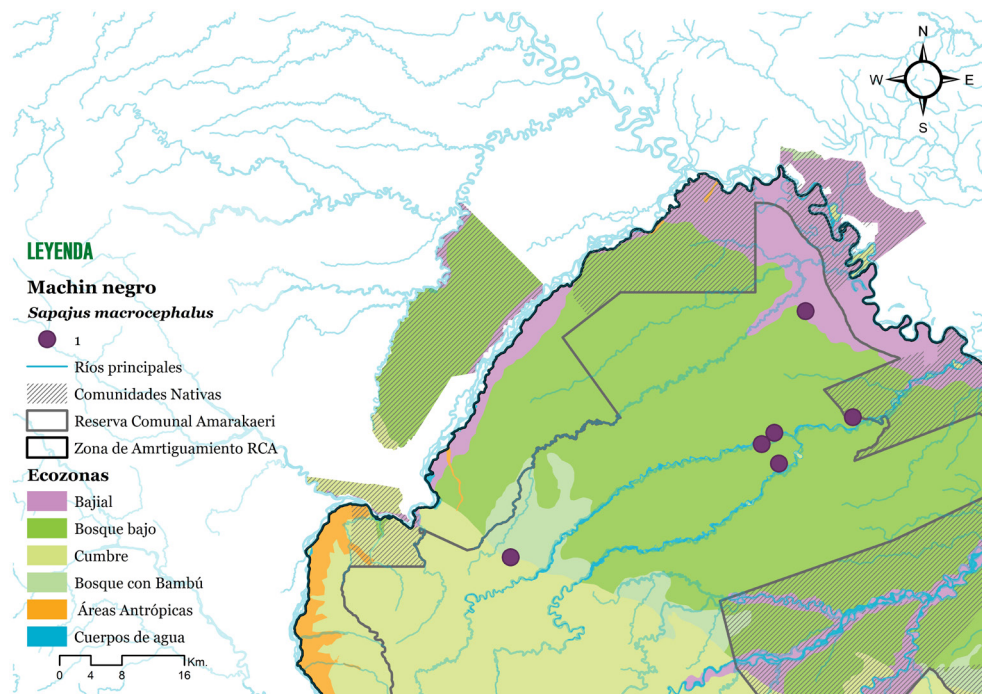 N
W
E
S
LEYENDA
Machin negro
Sapajus macrocephalus
1
Ríos principales
Comunidades Nativas
Reserva Comunal Amarakaeri
Zona de Amrtiguamiento RCA
Ecozonas
Bajial
Bosque bajo
Cumbre
Bosque con Bambú
Áreas Antrópicas
Cuerpos de agua
Km.
0 4 8 16